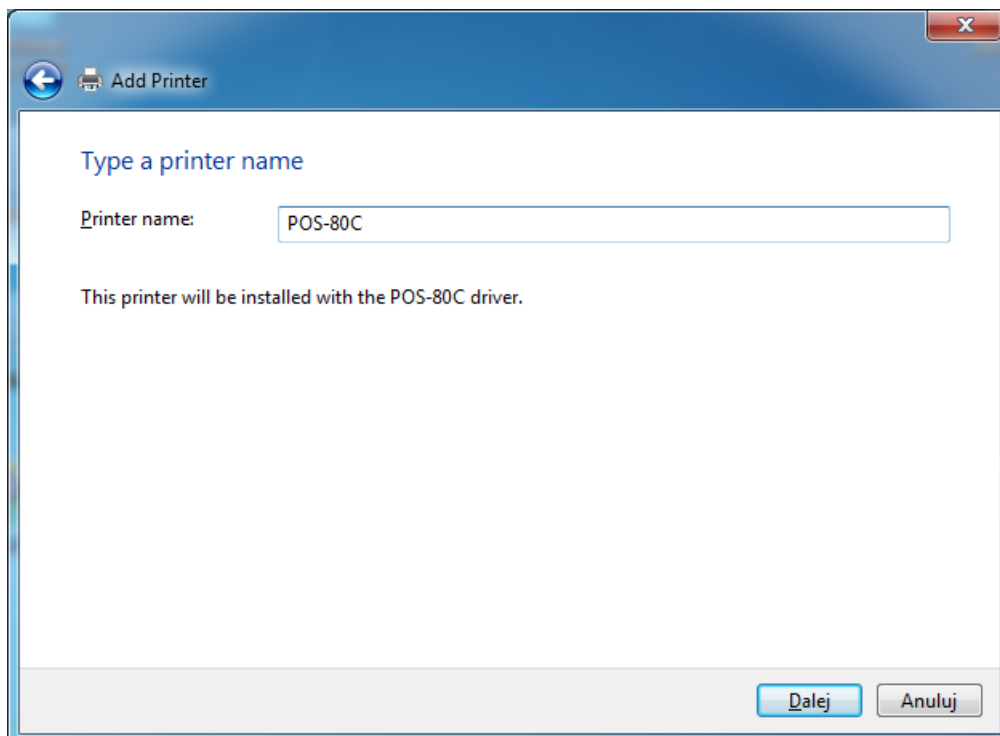 Add Printer
Type a printer name
Printer name: POS-80C
This printer will be installed with the POS-80C driver.
Dalej Anuluj